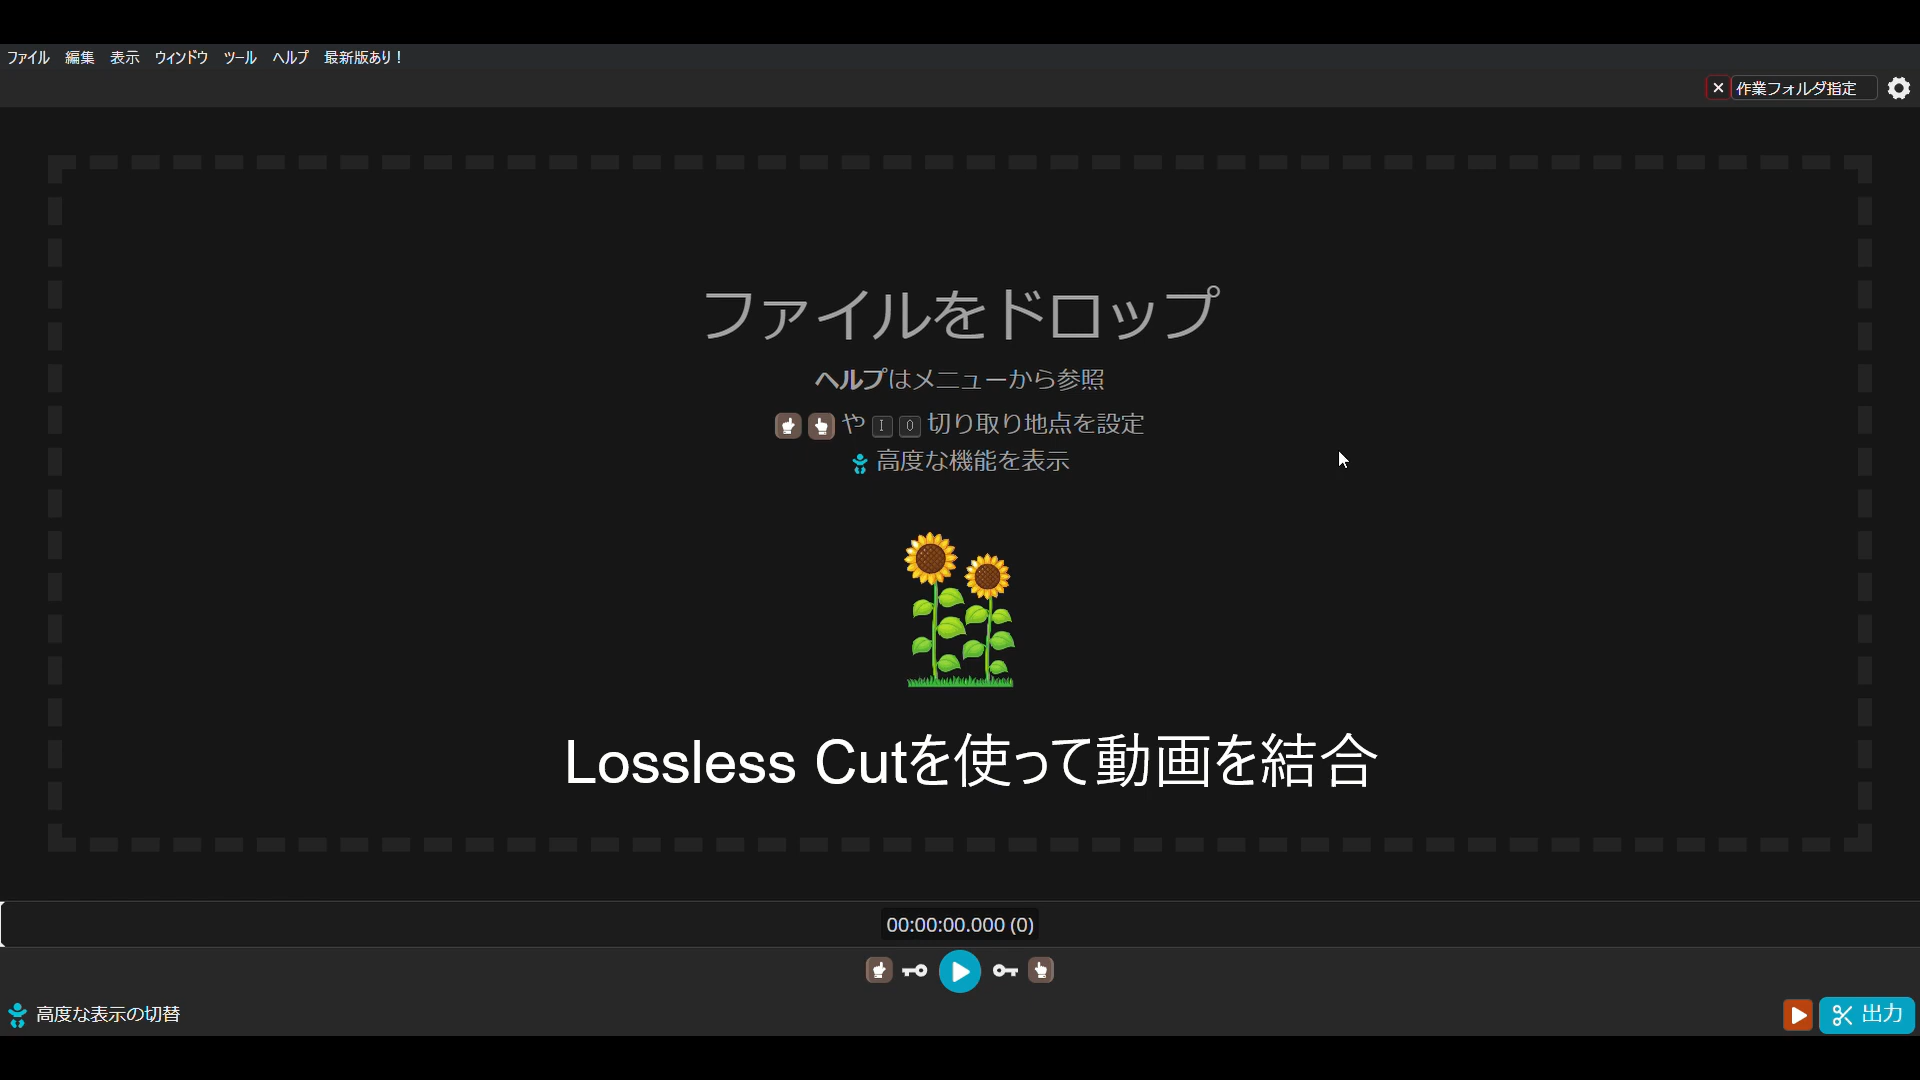 ファイル 編集 表示 ウィンドウ ツール ヘルプ 最新版あり！
作業フォルダ指定
ファイルをドロップ
ヘルプはメニューから参照
や I O 切り取り地点を設定
高度な機能を表示
Lossless Cutを使って動画を結合
00:00:00.000 (0)
高度な表示の切替
出力